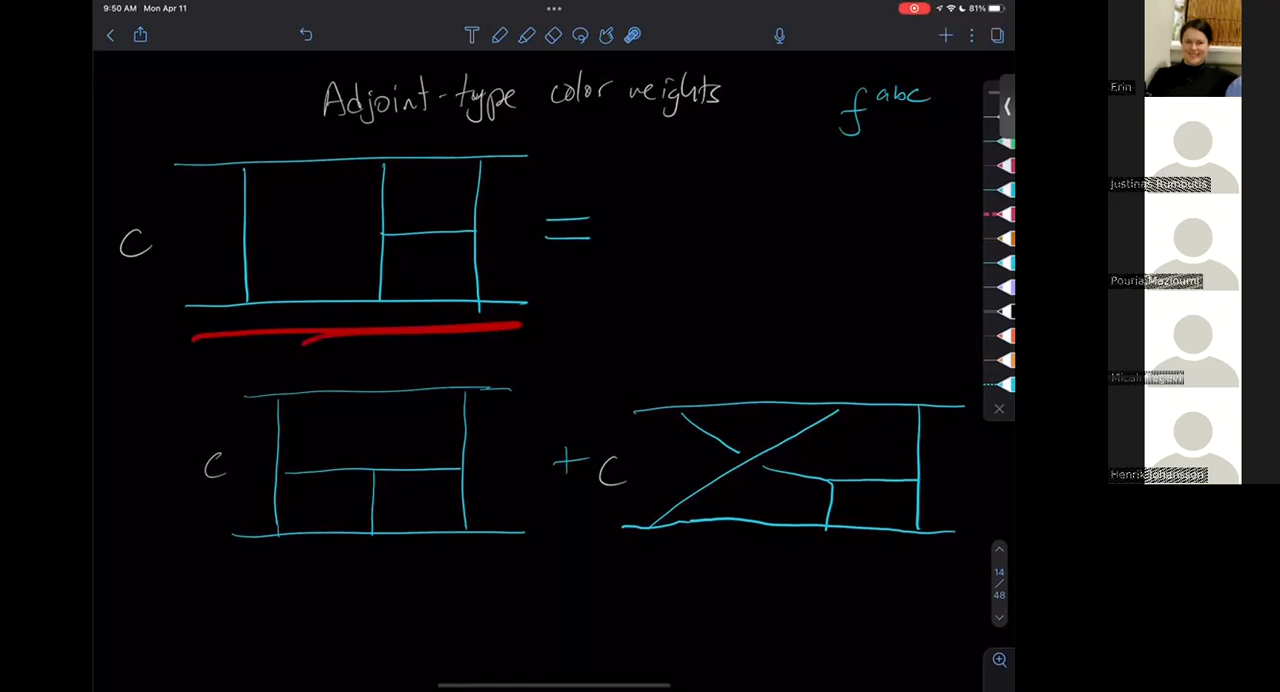 9:50 AM Mon Apr 11
81%
Adjoint-type color weights
f^abc
C
=
C
+ C
14
/
48
Erin
Justinas Rumbutis
Pouria Mazloumi
Henrik Johansson